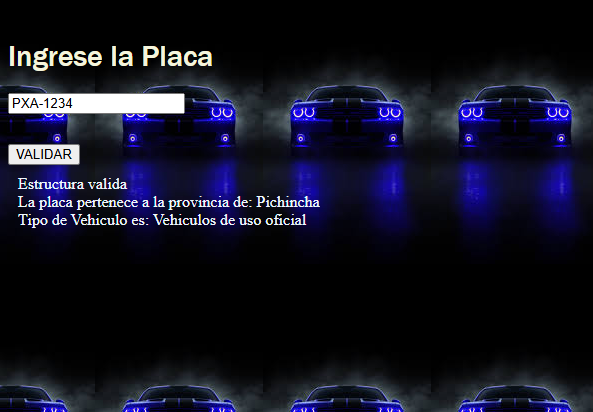 Ingrese la Placa
PXA-1234
VALIDAR
Estructura valida
La placa pertenece a la provincia de: Pichincha
Tipo de Vehiculo es: Vehiculos de uso oficial